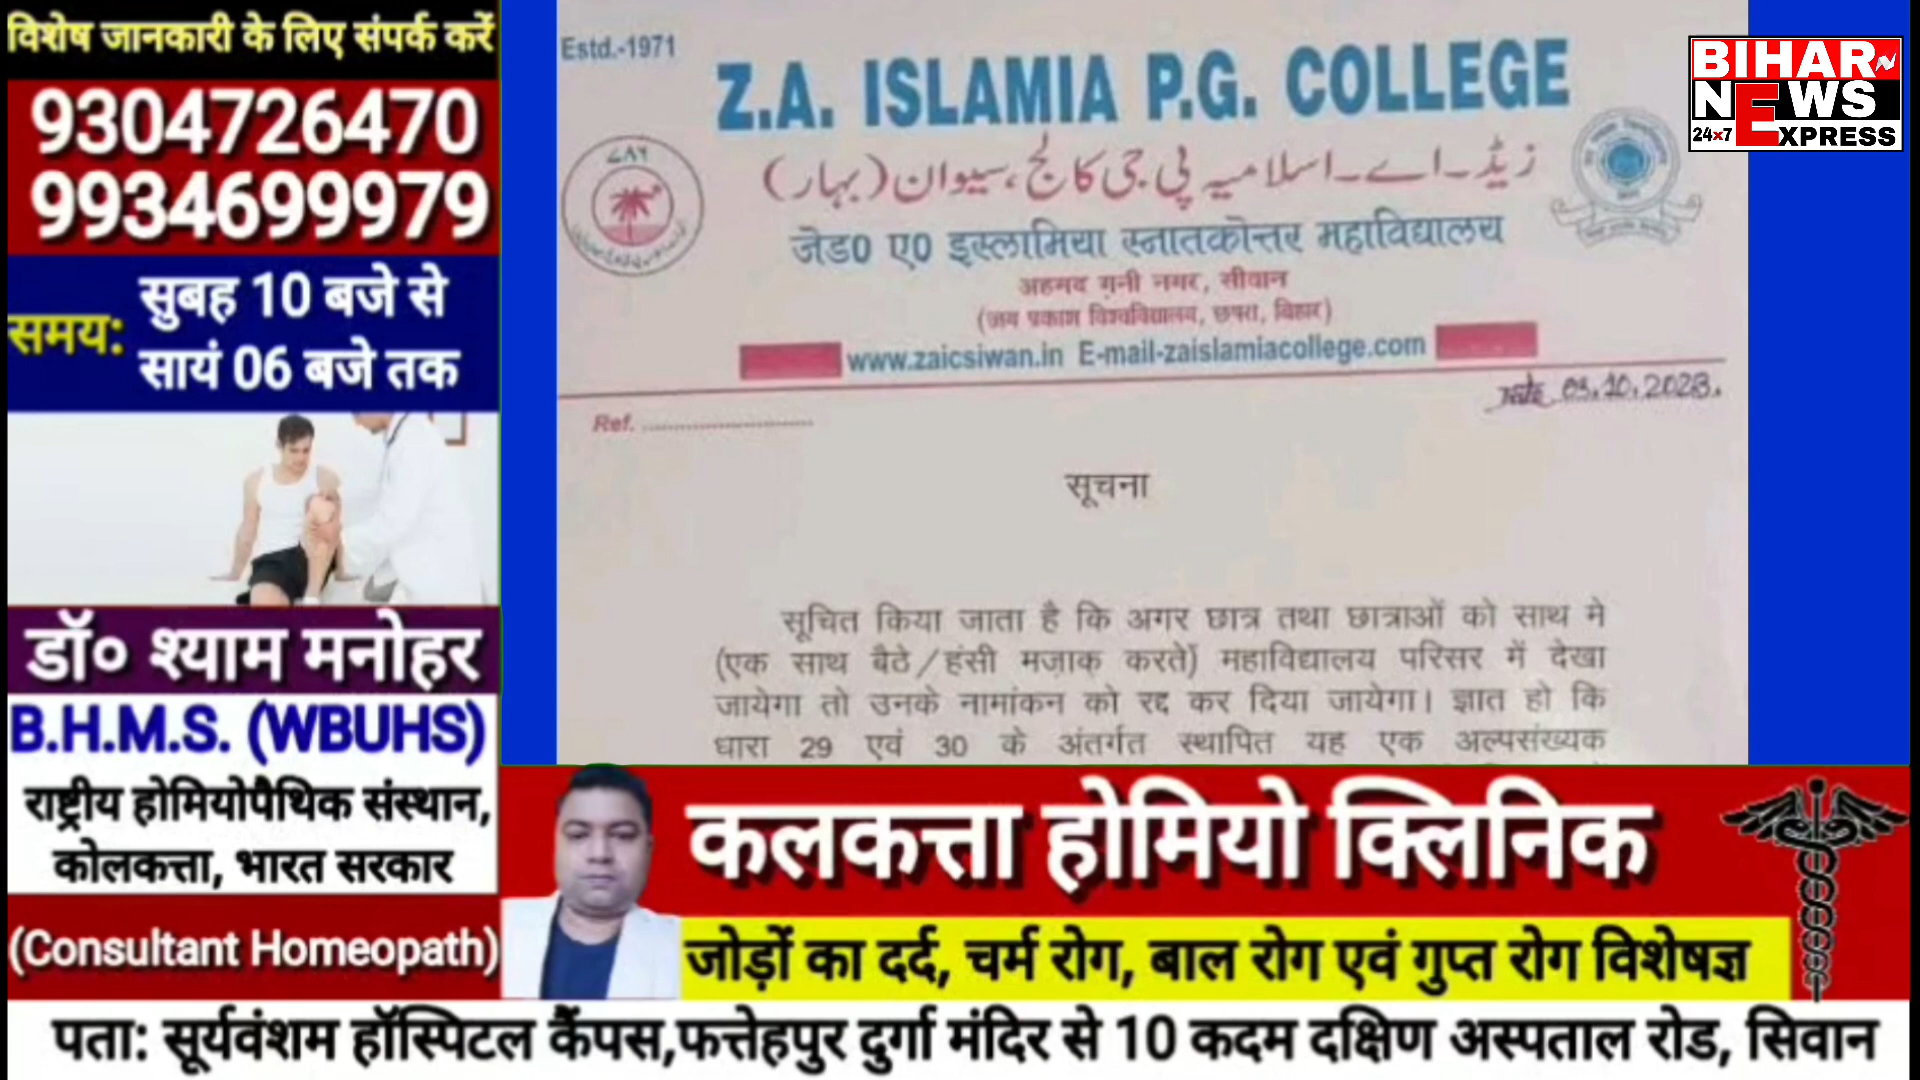 विशेष जानकारी के लिए संपर्क करें
9304726470
9934699979
समय:
सुबह 10 बजे से
सायं 06 बजे तक
डॉ० श्याम मनोहर
B.H.M.S. (WBUHS)
राष्ट्रीय होमियोपैथिक संस्थान,
कोलकत्ता, भारत सरकार
(Consultant Homeopath)
Estd.-1971
Z.A. ISLAMIA P.G. COLLEGE
زیڈ۔اے۔اسلامیہ پی جی کالج، سیوان (بہار)
जेड0 ए0 इस्लामिया स्नातकोत्तर महाविद्यालय
अहमद ग़नी नगर, सीवान
(जय प्रकाश विश्वविद्यालय, छपरा, बिहार)
www.zaicsiwan.in E-mail-zaislamiacollege.com
Ref. ............................
.10.2023.
सूचना
सूचित किया जाता है कि अगर छात्र तथा छात्राओं को साथ मे
(एक साथ बैठे/हंसी मज़ाक करते) महाविद्यालय परिसर में देखा
जायेगा तो उनके नामांकन को रद्द कर दिया जायेगा। ज्ञात हो कि
धारा 29 एवं 30 के अंतर्गत स्थापित यह एक अल्पसंख्यक
BIHAR
NEWS
24x7 EXPRESS
कलकत्ता होमियो क्लिनिक
जोड़ों का दर्द, चर्म रोग, बाल रोग एवं गुप्त रोग विशेषज्ञ
पता: सूर्यवंशम हॉस्पिटल कैंपस,फत्तेहपुर दुर्गा मंदिर से 10 कदम दक्षिण अस्पताल रोड, सिवान